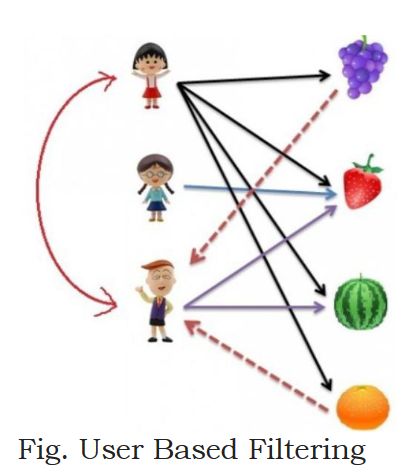 Fig. User Based Filtering